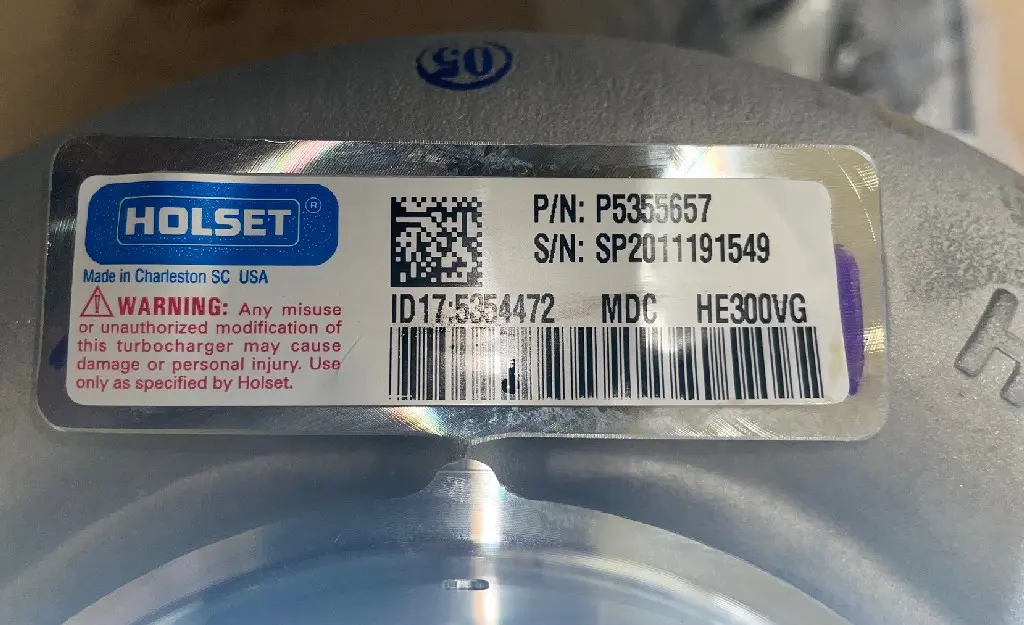 05
HOLSET®
Made in Charleston SC USA
WARNING: Any misuse
or unauthorized modification of
this turbocharger may cause
damage or personal injury. Use
only as specified by Holset.
P/N: P5355657
S/N: SP2011191549
ID17:5354472 MDC HE300VG
H